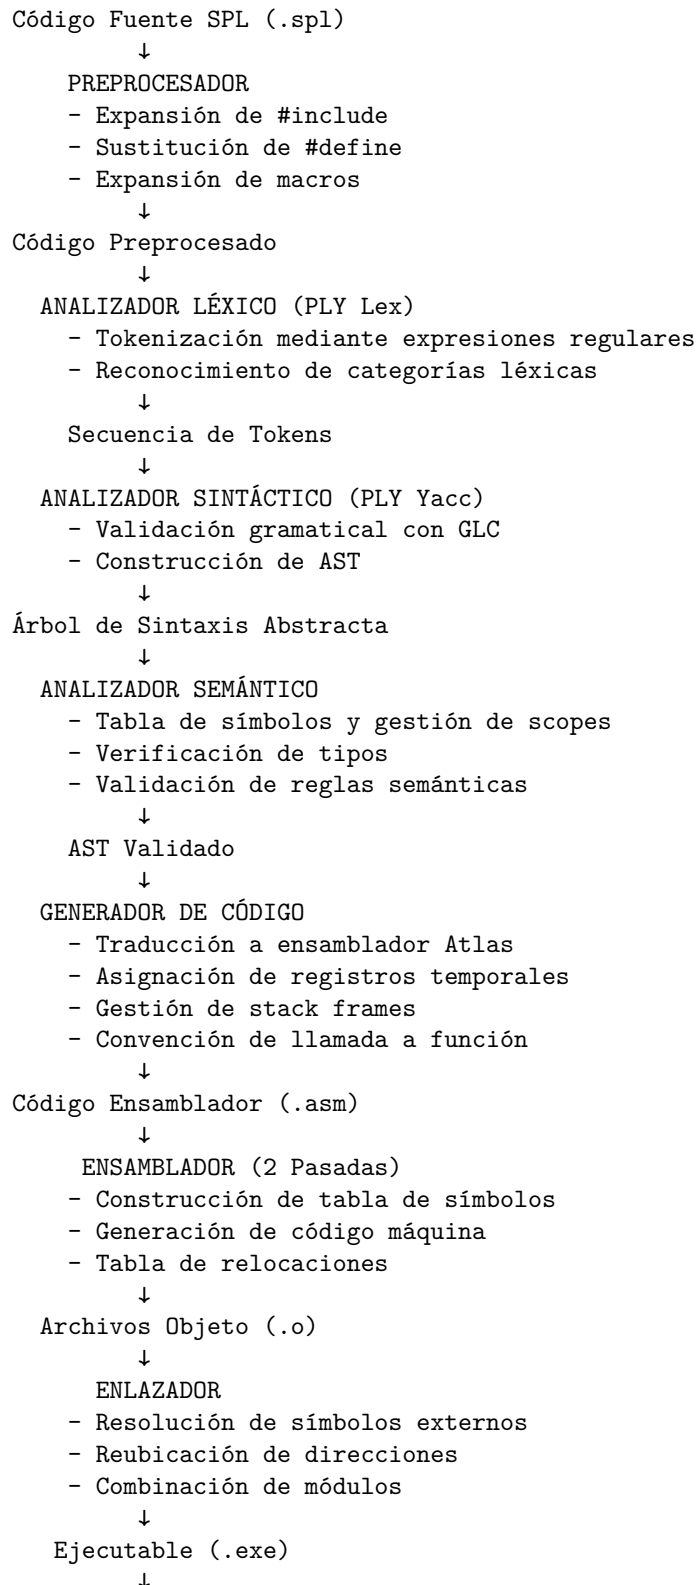 Código Fuente SPL (.spl)
↓
PREPROCESADOR
- Expansión de #include
- Sustitución de #define
- Expansión de macros
↓
Código Preprocesado
↓
ANALIZADOR LÉXICO (PLY Lex)
- Tokenización mediante expresiones regulares
- Reconocimiento de categorías léxicas
↓
Secuencia de Tokens
↓
ANALIZADOR SINTÁCTICO (PLY Yacc)
- Validación gramatical con GLC
- Construcción de AST
↓
Árbol de Sintaxis Abstracta
↓
ANALIZADOR SEMÁNTICO
- Tabla de símbolos y gestión de scopes
- Verificación de tipos
- Validación de reglas semánticas
↓
AST Validado
↓
GENERADOR DE CÓDIGO
- Traducción a ensamblador Atlas
- Asignación de registros temporales
- Gestión de stack frames
- Convención de llamada a función
↓
Código Ensamblador (.asm)
↓
ENSAMBLADOR (2 Pasadas)
- Construcción de tabla de símbolos
- Generación de código máquina
- Tabla de relocaciones
↓
Archivos Objeto (.o)
↓
ENLAZADOR
- Resolución de símbolos externos
- Reubicación de direcciones
- Combinación de módulos
↓
Ejecutable (.exe)
↓